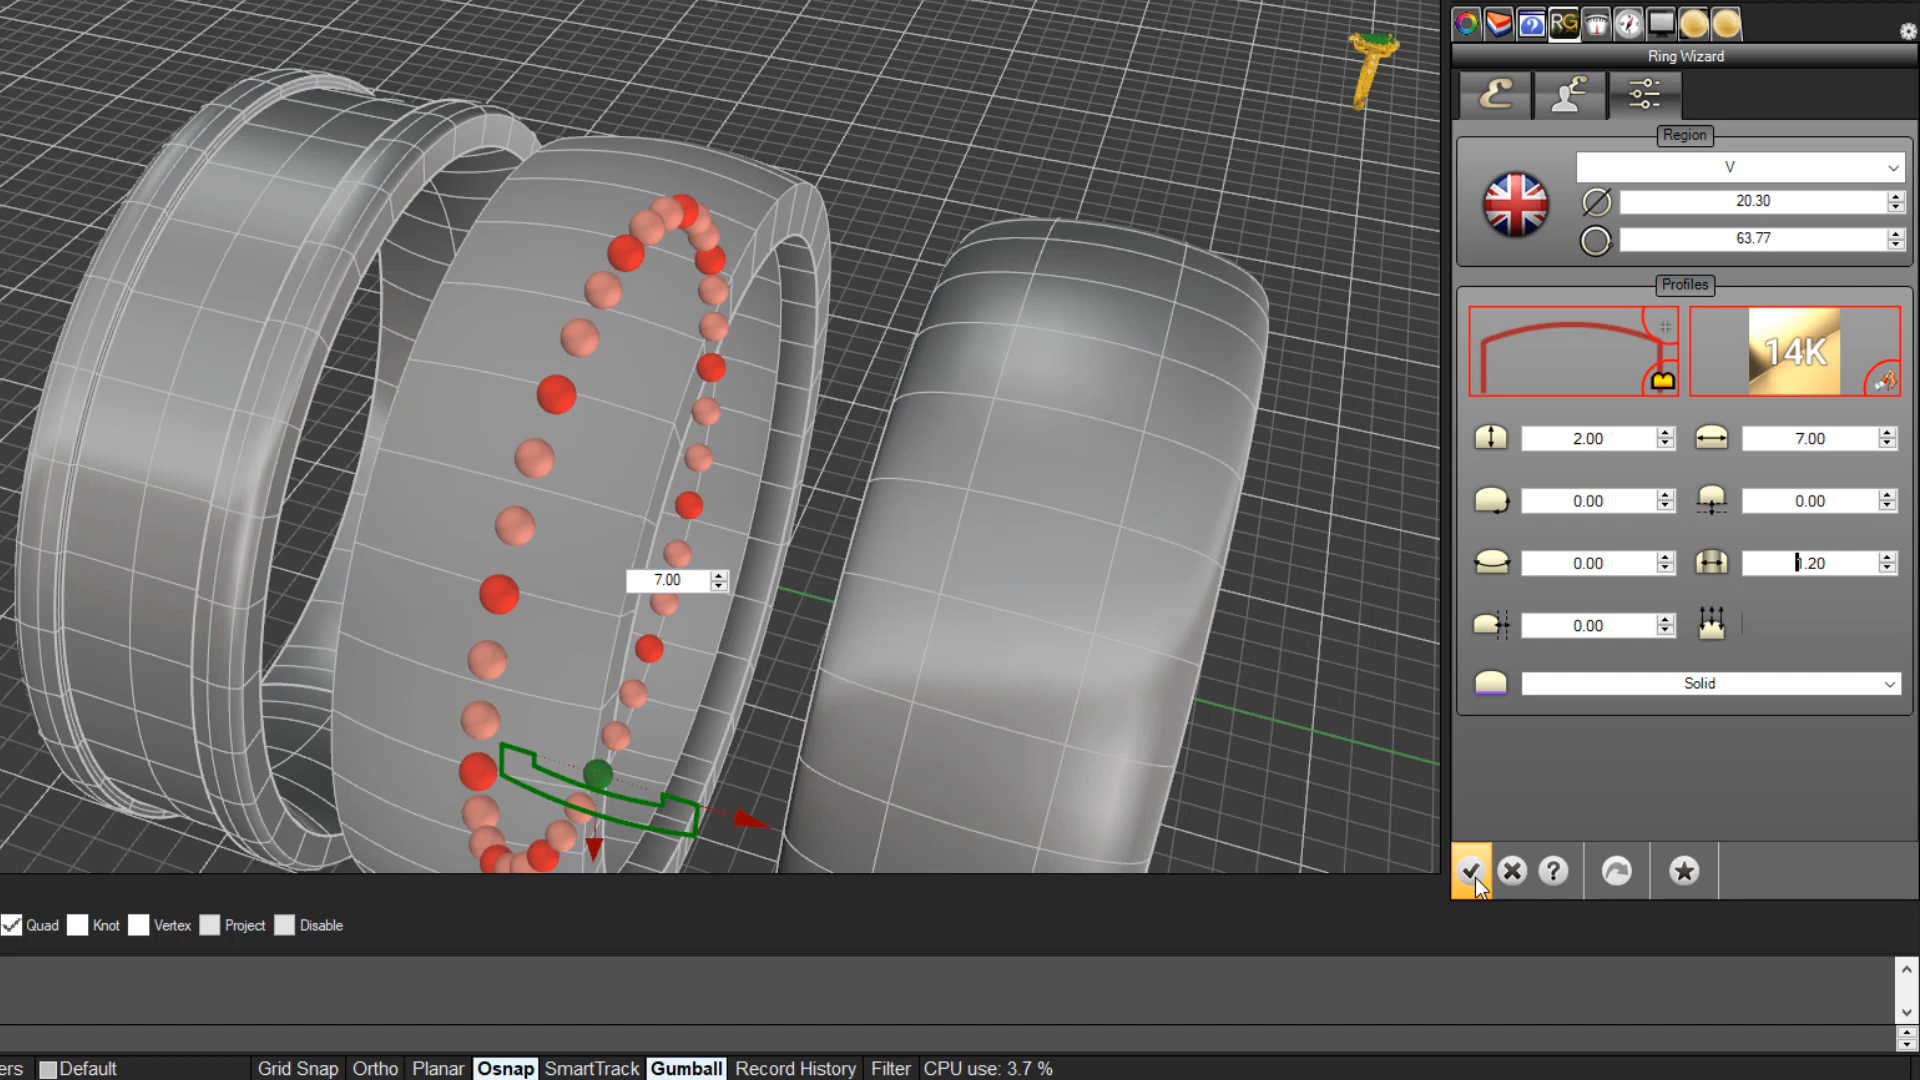 RG
Ring Wizard
Region
V
20.30
63.77
Profiles
14K
2.00
7.00
0.00
0.00
0.00
1.20
0.00
Solid
7.00
?
Quad Knot Vertex Project Disable
ers Default Grid Snap Ortho Planar Osnap SmartTrack Gumball Record History Filter CPU use: 3.7 %